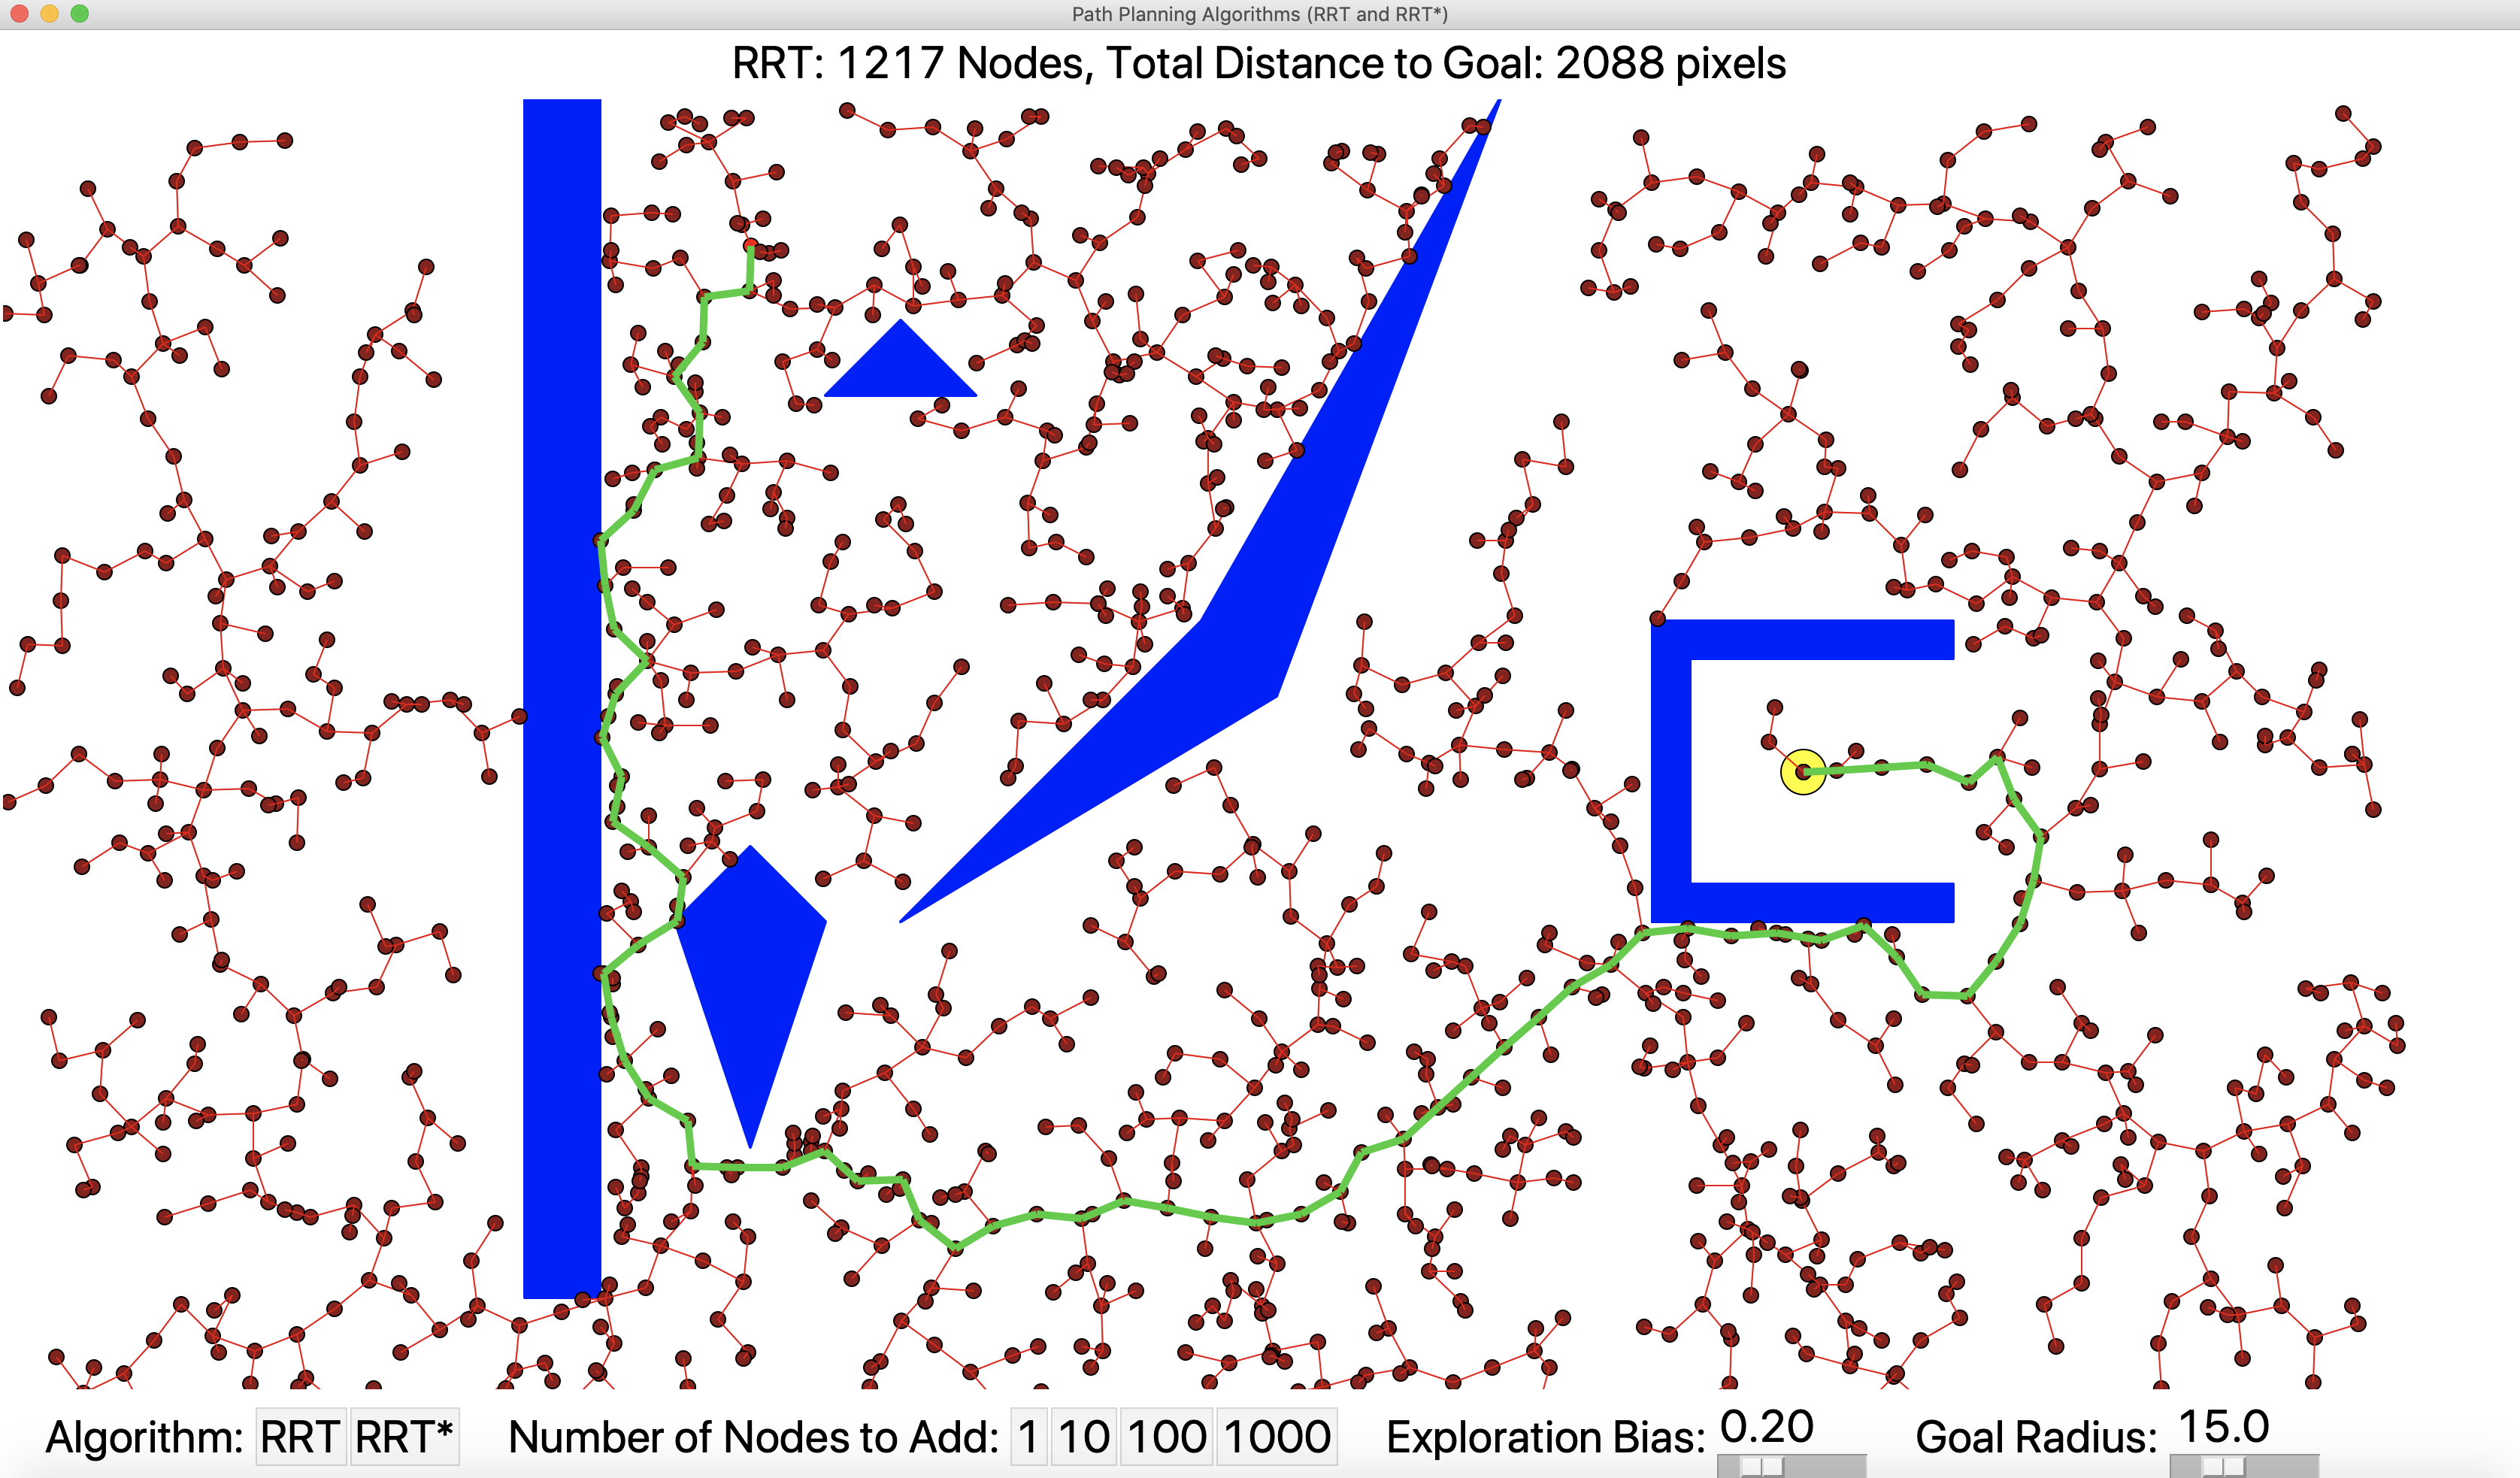 Path Planning Algorithms (RRT and RRT*)
RRT: 1217 Nodes, Total Distance to Goal: 2088 pixels
Algorithm: RRT RRT* Number of Nodes to Add: 1 10 100 1000 Exploration Bias: 0.20 Goal Radius: 15.0